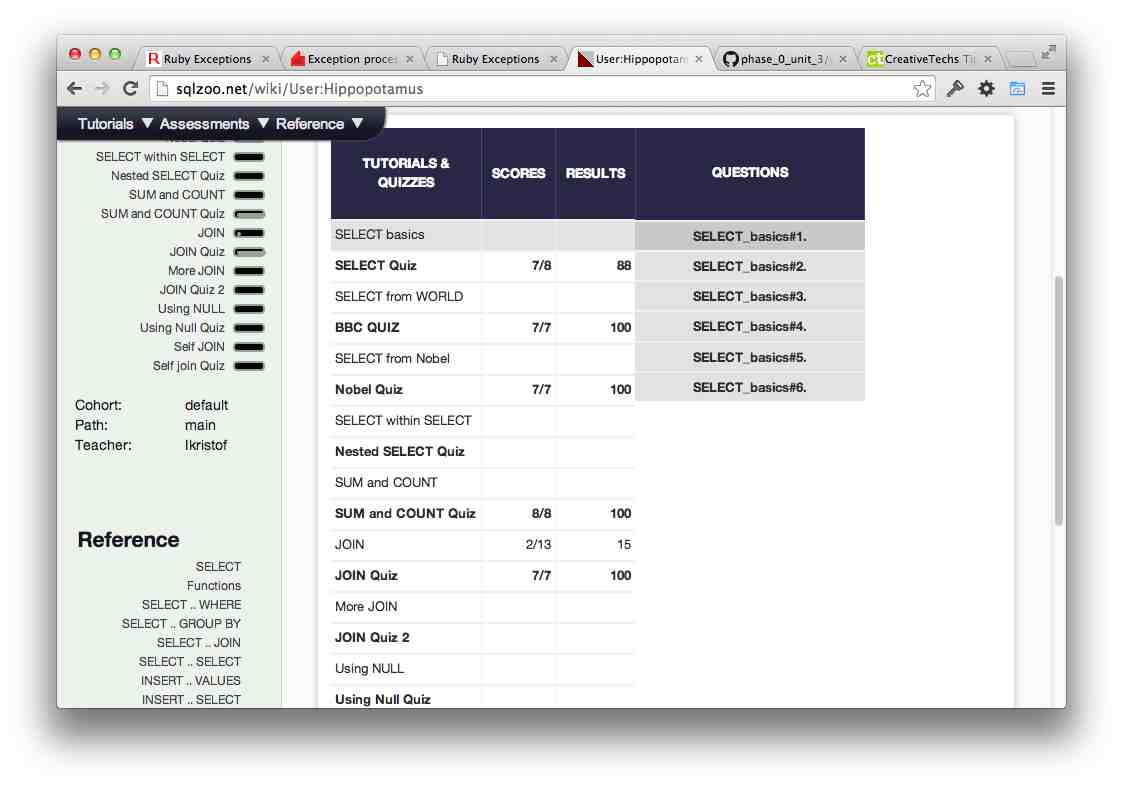 Ruby Exceptions
Exception proces
Ruby Exceptions
User:Hippopotam
phase_0_unit_3/
CreativeTechs Ti
sqlzoo.net/wiki/User:Hippopotamus
Tutorials ▼ Assessments ▼ Reference ▼
SELECT within SELECT
Nested SELECT Quiz
SUM and COUNT
SUM and COUNT Quiz
JOIN
JOIN Quiz
More JOIN
JOIN Quiz 2
Using NULL
Using Null Quiz
Self JOIN
Self join Quiz
Cohort: default
Path: main
Teacher: lkristof
Reference
SELECT
Functions
SELECT .. WHERE
SELECT .. GROUP BY
SELECT .. JOIN
SELECT .. SELECT
INSERT .. VALUES
INSERT .. SELECT
TUTORIALS &
QUIZZES
SCORES
RESULTS
QUESTIONS
SELECT basics
SELECT Quiz 7/8 88
SELECT from WORLD
BBC QUIZ 7/7 100
SELECT from Nobel
Nobel Quiz 7/7 100
SELECT within SELECT
Nested SELECT Quiz
SUM and COUNT
SUM and COUNT Quiz 8/8 100
JOIN 2/13 15
JOIN Quiz 7/7 100
More JOIN
JOIN Quiz 2
Using NULL
Using Null Quiz
SELECT_basics#1.
SELECT_basics#2.
SELECT_basics#3.
SELECT_basics#4.
SELECT_basics#5.
SELECT_basics#6.